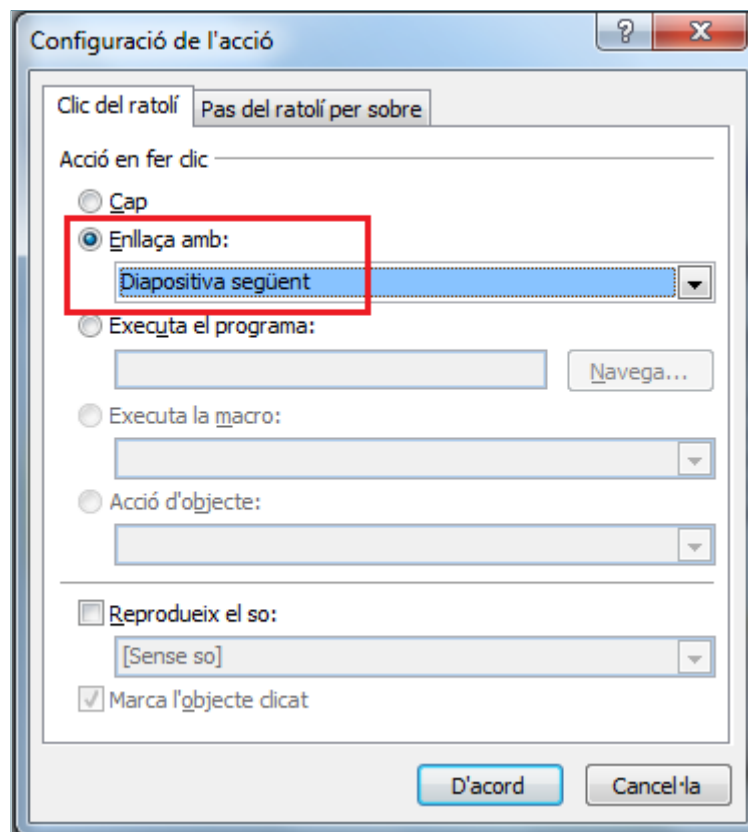 Configuració de l'acció
Clic del ratolí Pas del ratolí per sobre
Acció en fer clic
Cap
Enllaça amb:
Diapositiva següent
Executa el programa:
Navega...
Executa la macro:
Acció d'objecte:
Reprodueix el so:
[Sense so]
Marca l'objecte clicat
D'acord Cancel·la